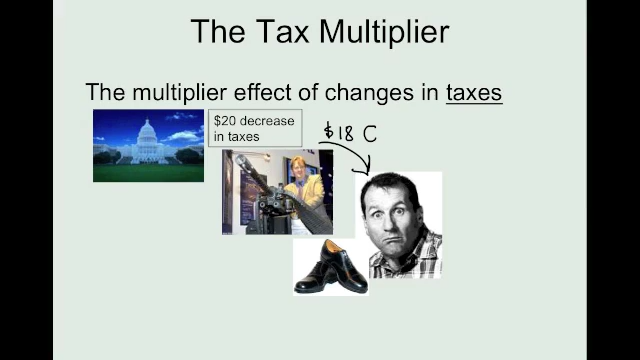 The Tax Multiplier
The multiplier effect of changes in taxes
$20 decrease
in taxes
$18 C